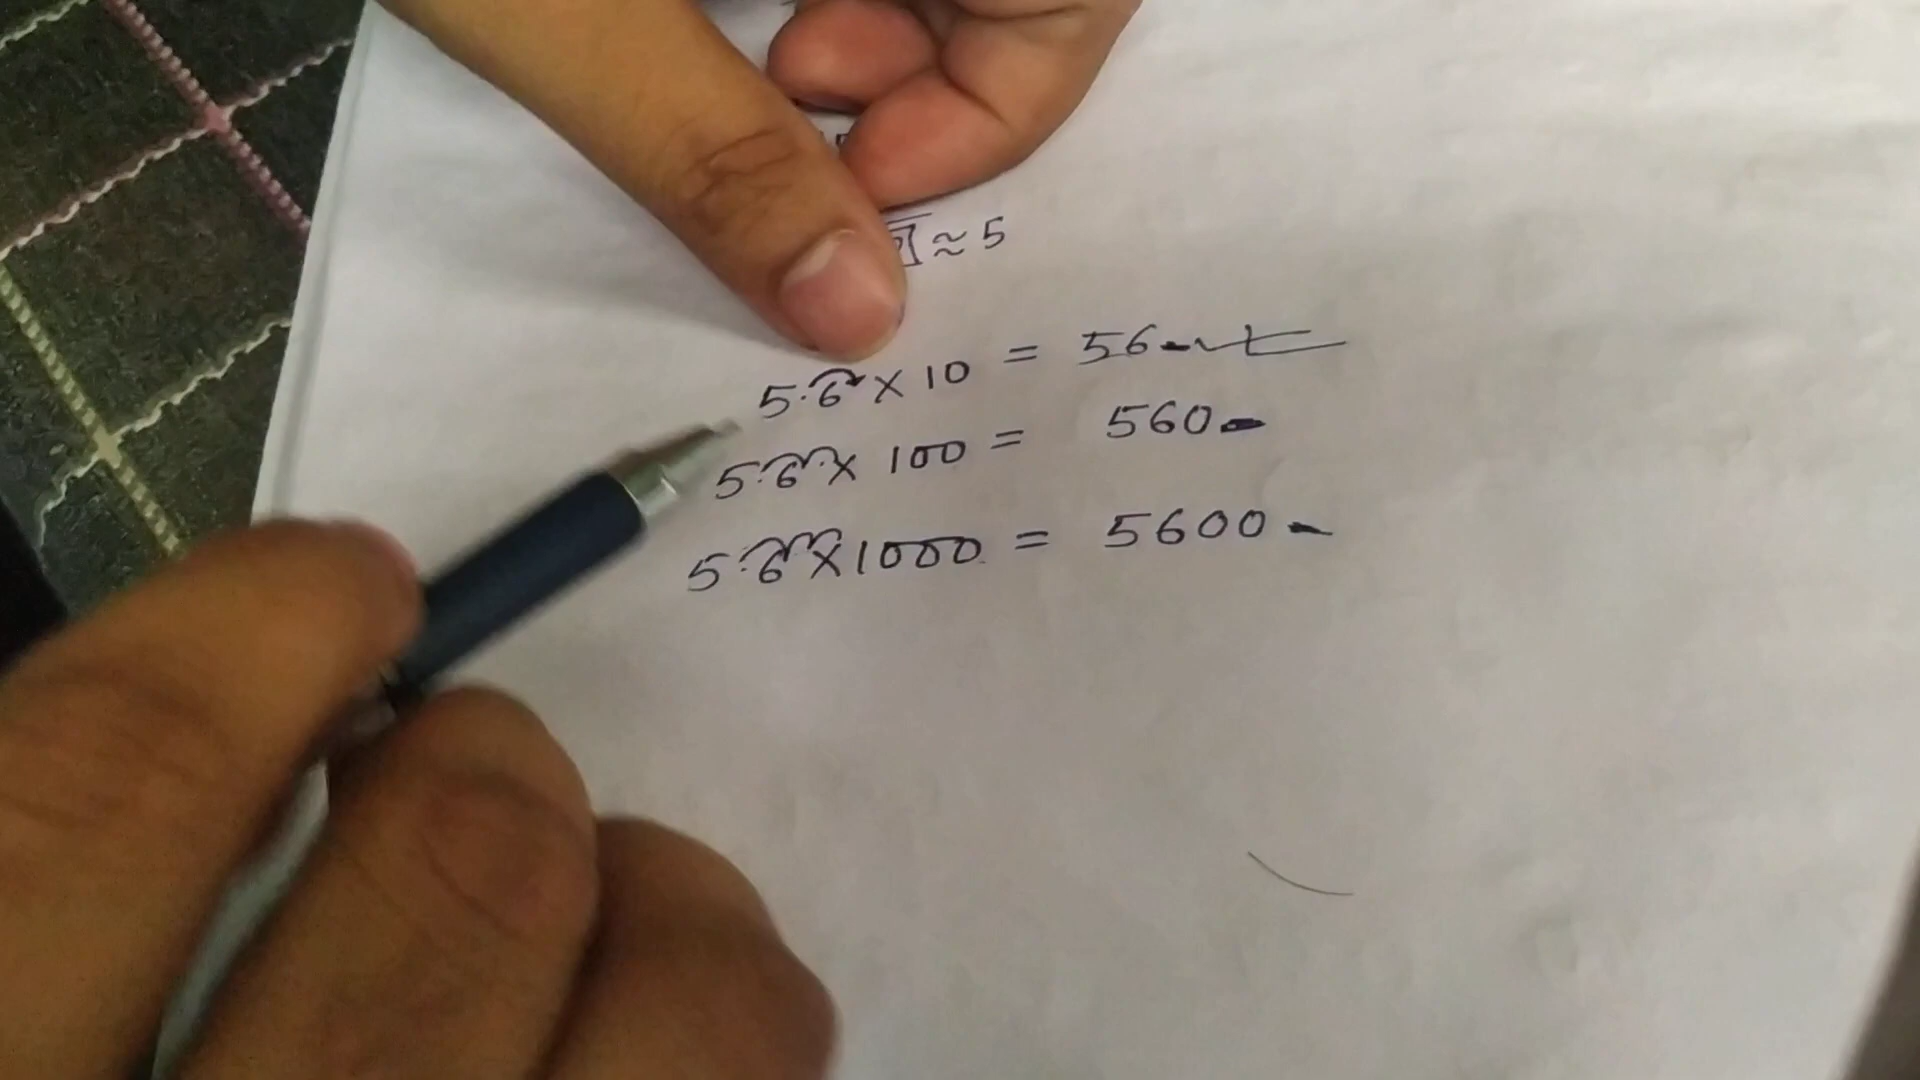 ≈ 5
5.6 × 10 = 56
5.6 × 100 = 560
5.6 × 1000 = 5600